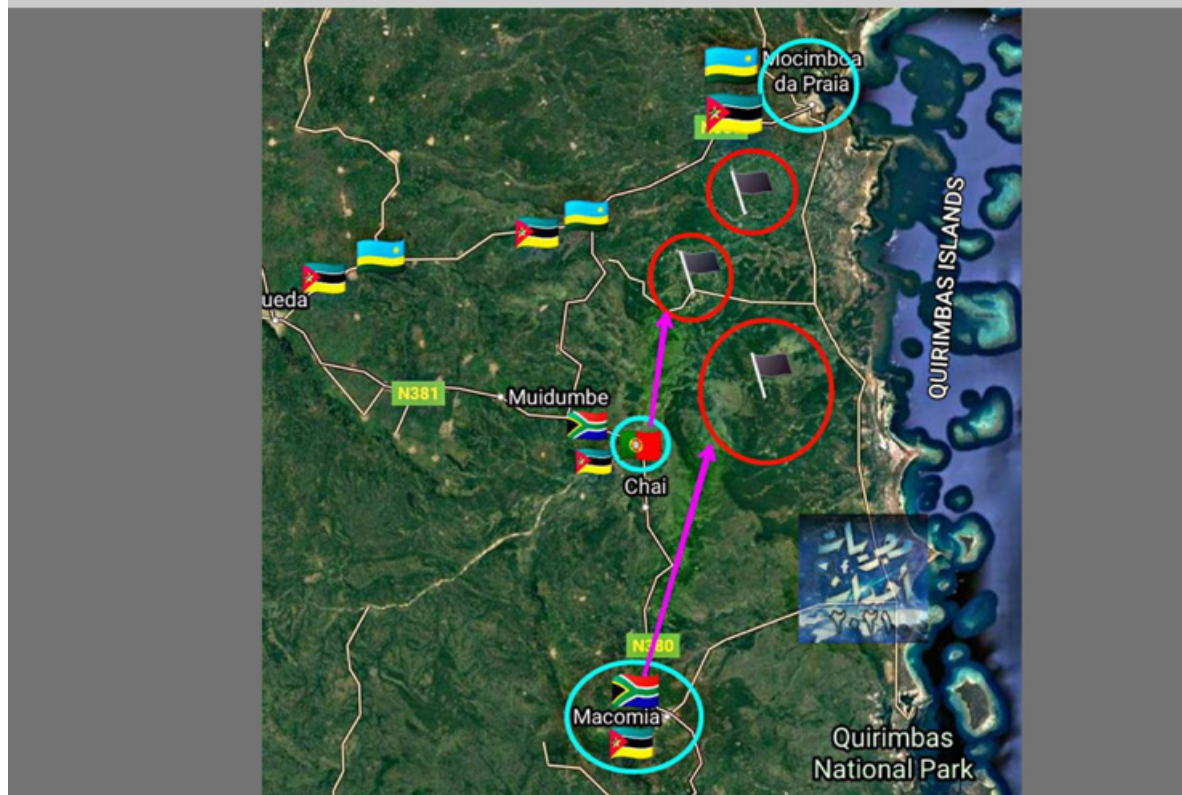 Mocimboa
da Praia
ueda
N381
Muidumbe
Chai
QUIRIMBAS ISLANDS
N380
Macomia
Quirimbas
National Park